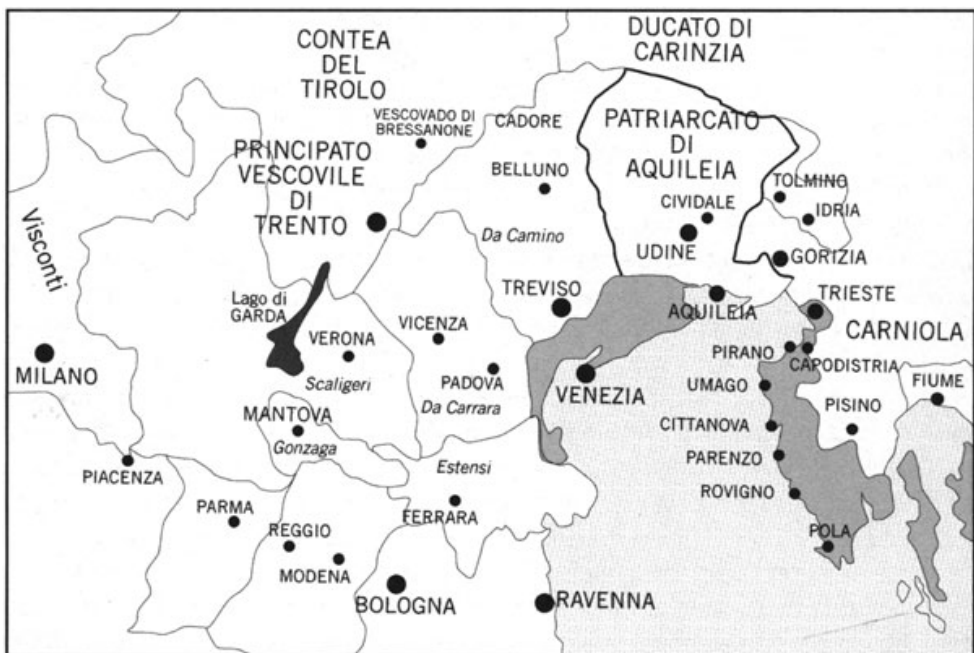 DUCATO DI
CARINZIA
CONTEA
DEL
TIROLO
VESCOVADO DI
BRESSANONE
CADORE
PATRIARCATO
DI
AQUILEIA
PRINCIPATO
VESCOVILE
DI
TRENTO
BELLUNO
TOLMINO
CIVIDALE
IDRIA
Da Camino
UDINE
GORIZIA
Visconti
Lago di
GARDA
TREVISO
AQUILEIA
TRIESTE
CARNIOLA
VERONA
VICENZA
PIRANO
CAPODISTRIA
MILANO
Scaligeri
PADOVA
VENEZIA
UMAGO
FIUME
MANTOVA
Da Carrara
PISINO
Gonzaga
CITTANOVA
PIACENZA
Estensi
PARENZO
PARMA
FERRARA
ROVIGNO
REGGIO
MODENA
POLA
BOLOGNA
RAVENNA